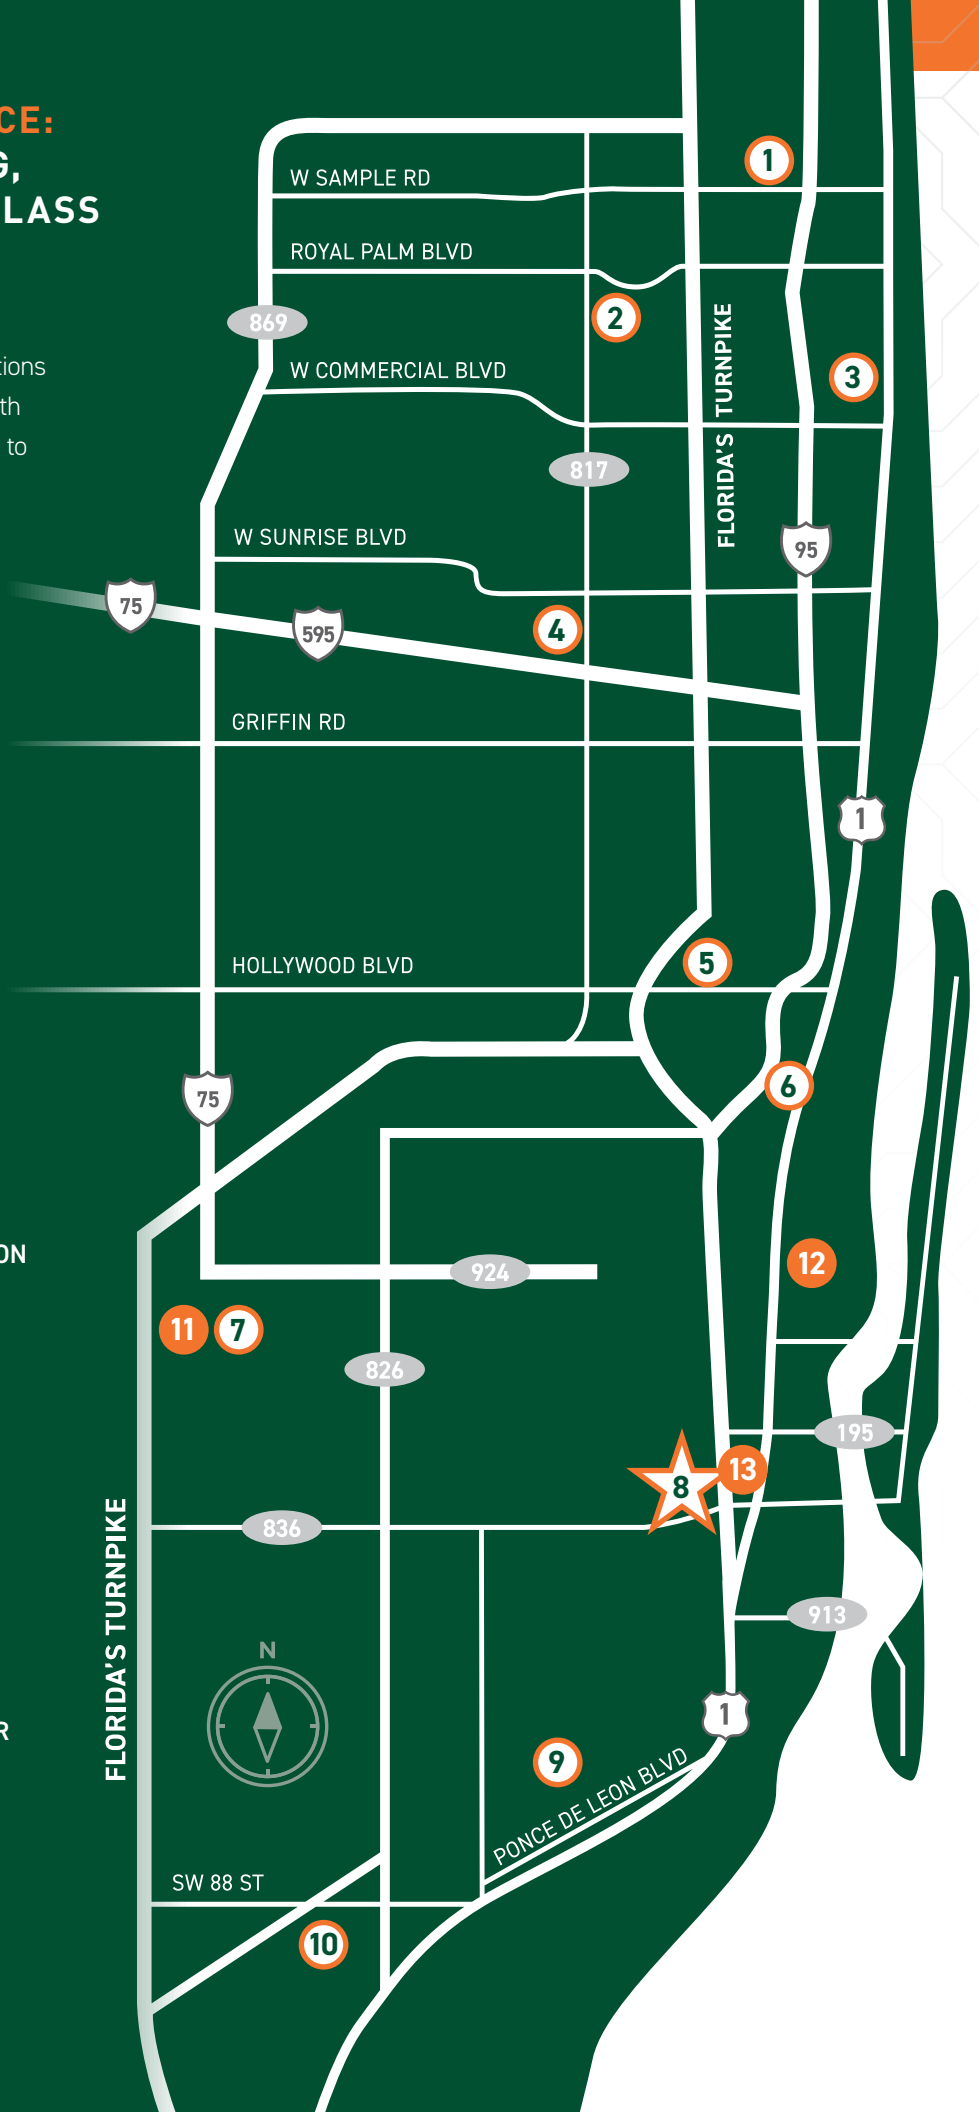 CE:
G,
LASS
tions
th
to
1
W SAMPLE RD
ROYAL PALM BLVD
2
869
FLORIDA'S TURNPIKE
W COMMERCIAL BLVD
3
817
W SUNRISE BLVD
95
75
595
4
GRIFFIN RD
1
HOLLYWOOD BLVD
5
6
75
ON
12
924
11
7
826
195
13
8
FLORIDA'S TURNPIKE
836
913
N
1
R
9
PONCE DE LEON BLVD
SW 88 ST
10